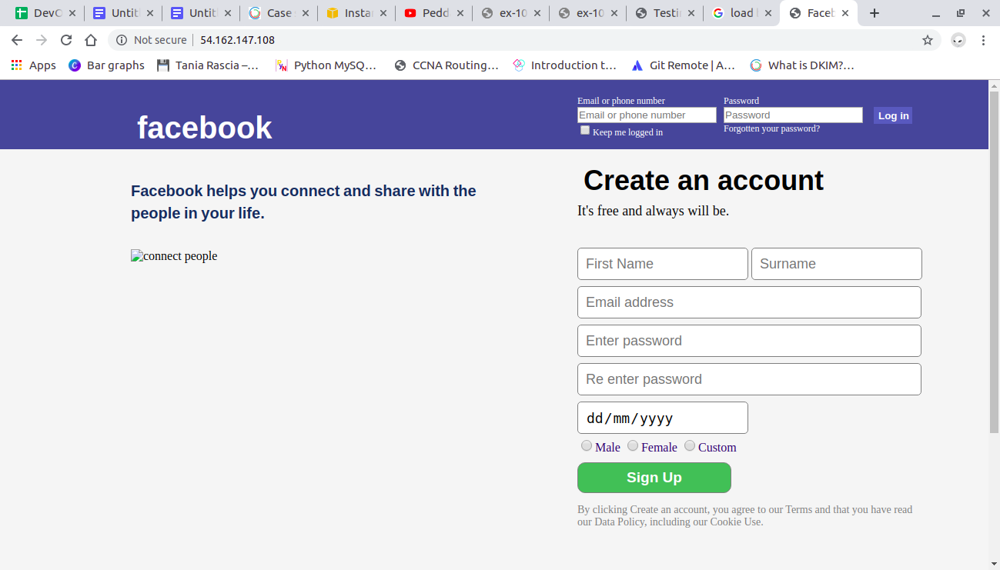 DevO
Untit
Untit
Case
Insta
Pedd
ex-10
ex-10
Testi
load
Faceb
Not secure
54.162.147.108
Apps
Bar graphs
Tania Rascia –…
Python MySQ…
CCNA Routing…
Introduction t…
Git Remote | A…
What is DKIM?…
facebook
Email or phone number
Password
Email or phone number
Password
Log in
Keep me logged in
Forgotten your password?
Facebook helps you connect and share with the
people in your life.
connect people
Create an account
It's free and always will be.
First Name
Surname
Email address
Enter password
Re enter password
dd/mm/yyyy
Male
Female
Custom
Sign Up
By clicking Create an account, you agree to our Terms and that you have read
our Data Policy, including our Cookie Use.